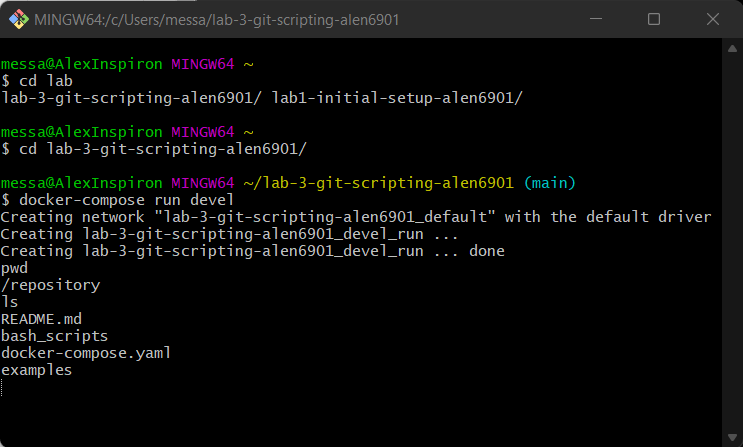 MINGW64:/c/Users/messa/lab-3-git-scripting-alen6901
messa@AlexInspiron MINGW64 ~
$ cd lab
lab-3-git-scripting-alen6901/ lab1-initial-setup-alen6901/
messa@AlexInspiron MINGW64 ~
$ cd lab-3-git-scripting-alen6901/
messa@AlexInspiron MINGW64 ~/lab-3-git-scripting-alen6901 (main)
$ docker-compose run devel
Creating network "lab-3-git-scripting-alen6901_default" with the default driver
Creating lab-3-git-scripting-alen6901_devel_run ...
Creating lab-3-git-scripting-alen6901_devel_run ... done
pwd
/repository
ls
README.md
bash_scripts
docker-compose.yaml
examples